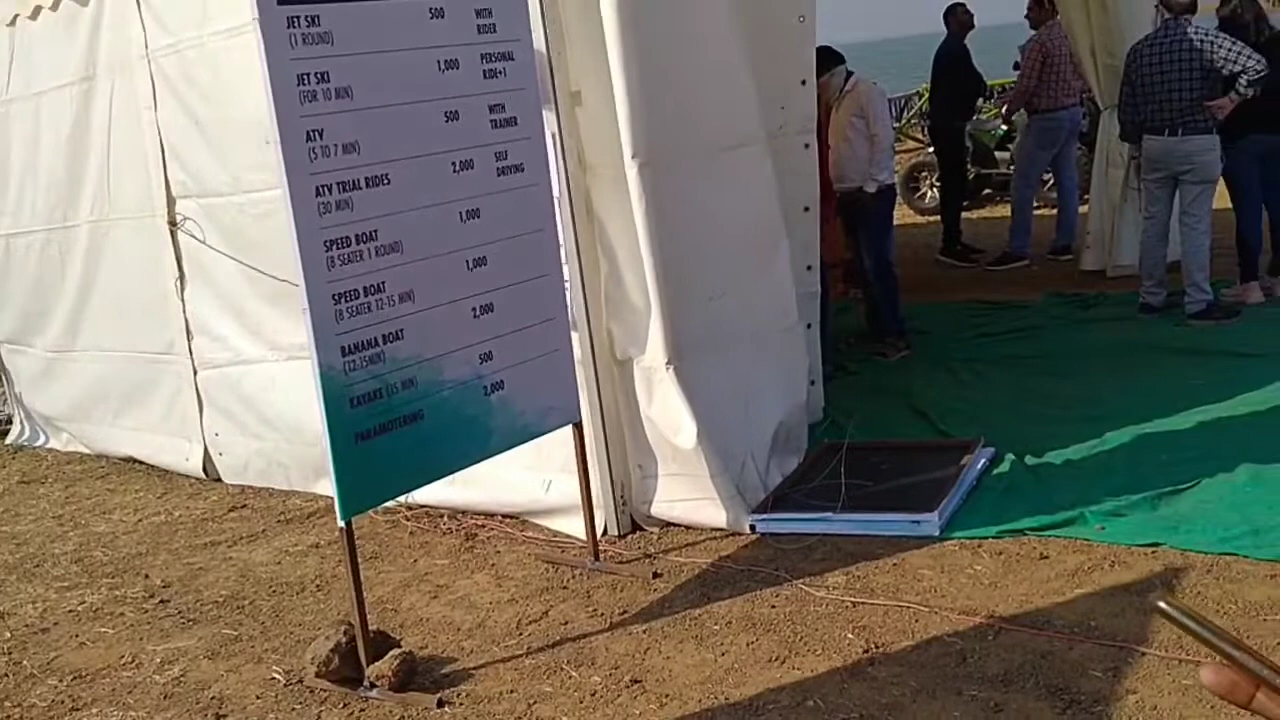 JET SKI 500 WITH
(1 ROUND) RIDER
JET SKI 1,000 PERSONAL
(FOR 10 MIN) RIDE+1
ATV 500 WITH
(5 TO 7 MIN) TRAINER
ATV TRIAL RIDES 2,000 SELF
(30 MIN) DRIVING
SPEED BOAT 1,000
(8 SEATER 1 ROUND)
SPEED BOAT 1,000
(8 SEATER 12-15 MIN)
BANANA BOAT 2,000
(12-15MIN)
KAYAKE (15 MIN) 500
PARAMOTERING 2,000